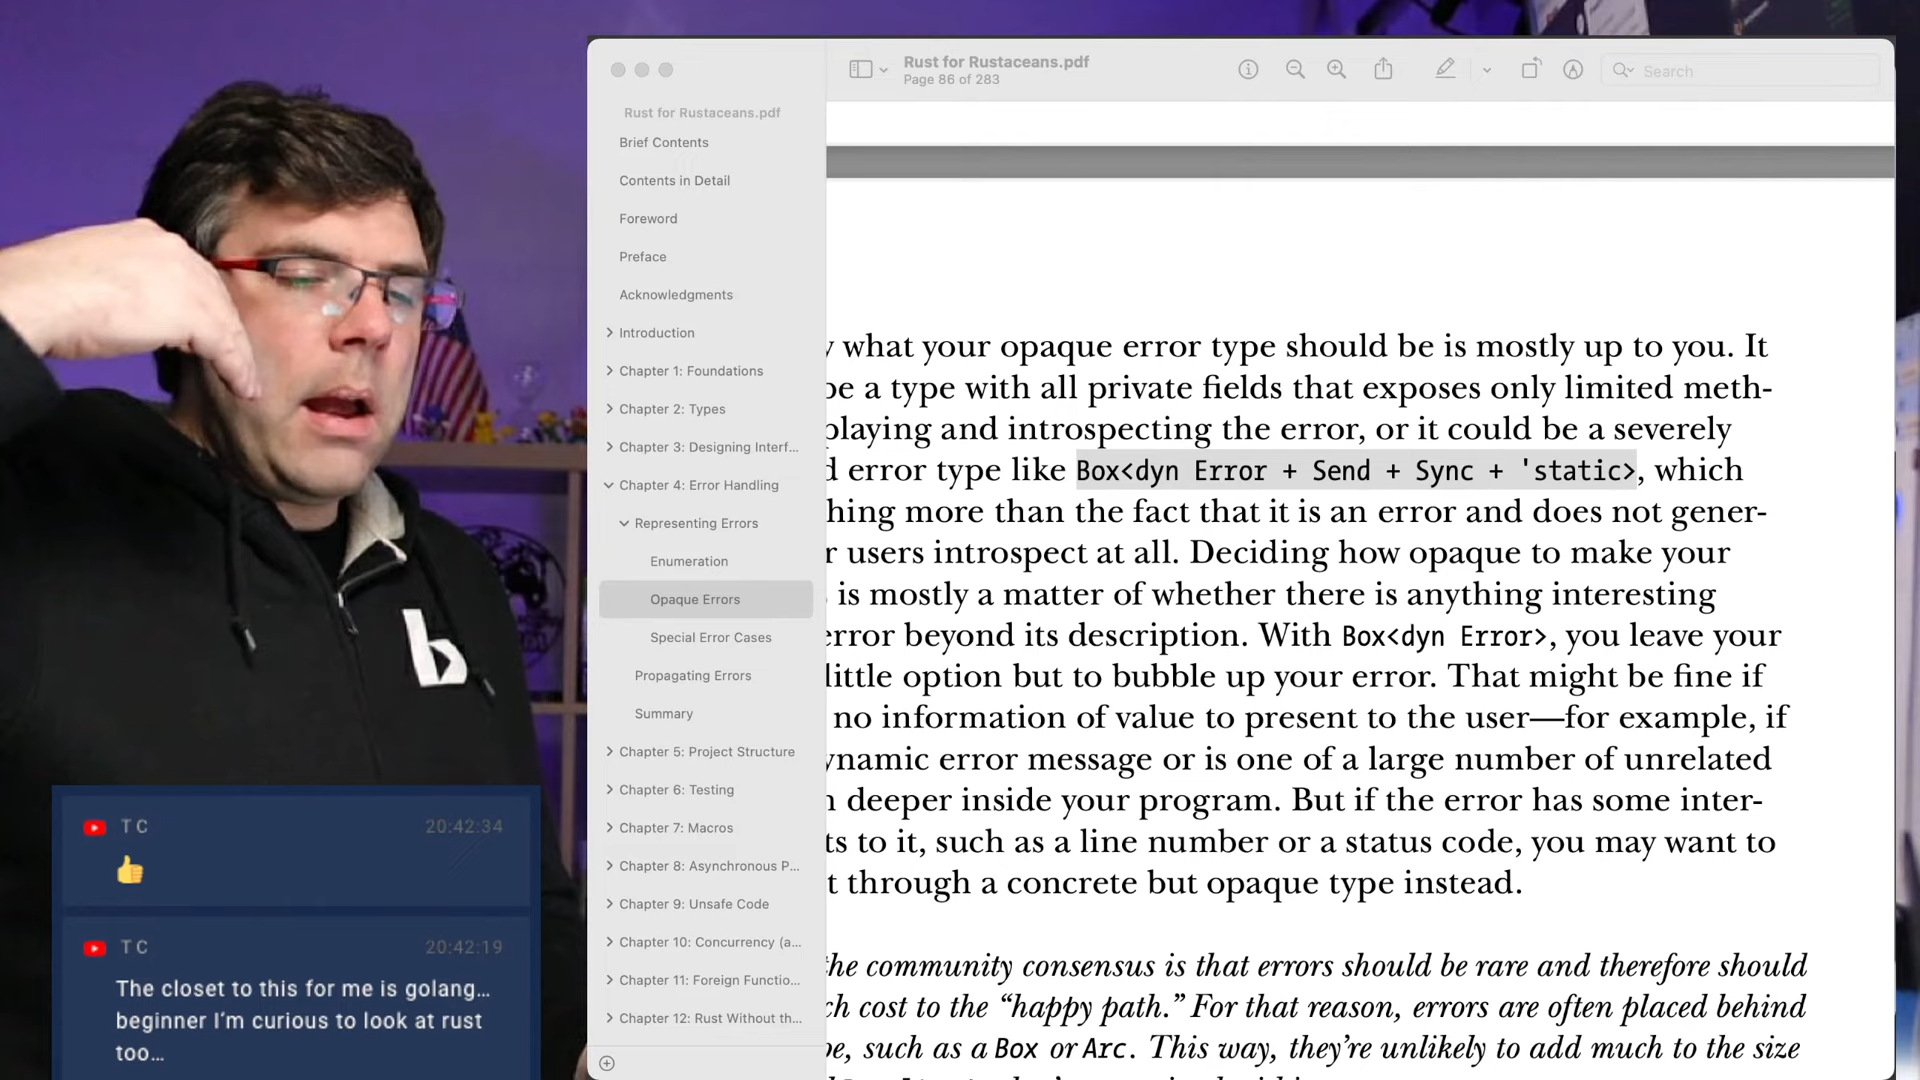 Rust for Rustaceans.pdf
Page 86 of 283
Search
Rust for Rustaceans.pdf
Brief Contents
Contents in Detail
Foreword
Preface
Acknowledgments
Introduction
Chapter 1: Foundations
Chapter 2: Types
Chapter 3: Designing Interf...
Chapter 4: Error Handling
Representing Errors
Enumeration
Opaque Errors
Special Error Cases
Propagating Errors
Summary
Chapter 5: Project Structure
Chapter 6: Testing
Chapter 7: Macros
Chapter 8: Asynchronous P...
Chapter 9: Unsafe Code
Chapter 10: Concurrency (a...
Chapter 11: Foreign Functio...
Chapter 12: Rust Without th...
what your opaque error type should be is mostly up to you. It
be a type with all private fields that exposes only limited meth-
playing and introspecting the error, or it could be a severely
d error type like Box<dyn Error + Send + Sync + 'static>, which
hing more than the fact that it is an error and does not gener-
r users introspect at all. Deciding how opaque to make your
is mostly a matter of whether there is anything interesting
error beyond its description. With Box<dyn Error>, you leave your
little option but to bubble up your error. That might be fine if
no information of value to present to the user—for example, if
ynamic error message or is one of a large number of unrelated
n deeper inside your program. But if the error has some inter-
ts to it, such as a line number or a status code, you may want to
t through a concrete but opaque type instead.
the community consensus is that errors should be rare and therefore should
ch cost to the “happy path.” For that reason, errors are often placed behind
pe, such as a Box or Arc. This way, they’re unlikely to add much to the size
b
T C 20:42:34
👍
T C 20:42:19
The closet to this for me is golang...
beginner I'm curious to look at rust
too...